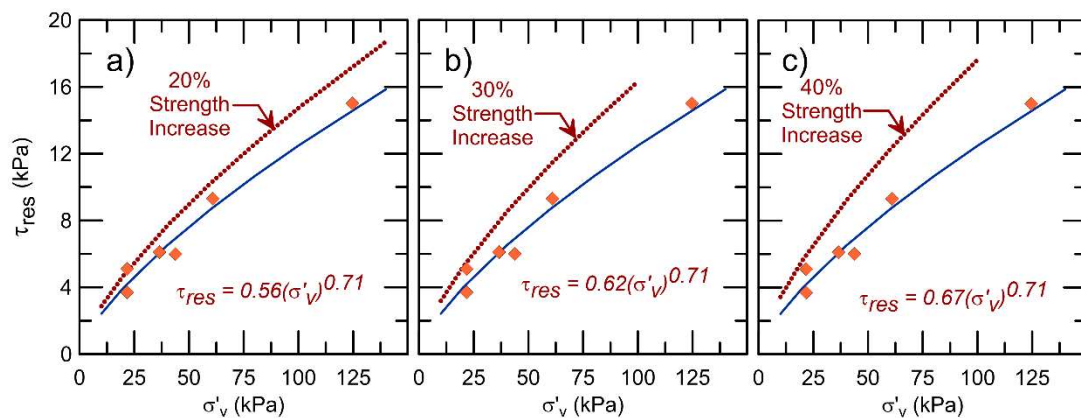 20
16
12
8
4
0
τres (kPa)
a)
20%
Strength
Increase
τres = 0.56(σ'v)0.71
0 25 50 75 100 125
σ'v (kPa)
b)
30%
Strength
Increase
τres = 0.62(σ'v)0.71
0 25 50 75 100 125
σ'v (kPa)
c)
40%
Strength
Increase
τres = 0.67(σ'v)0.71
0 25 50 75 100 125
σ'v (kPa)